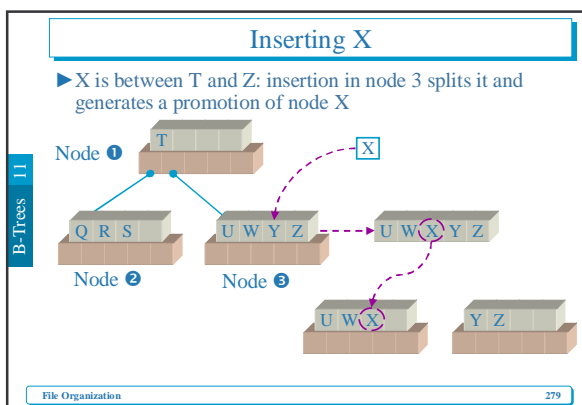 Inserting X
►X is between T and Z: insertion in node 3 splits it and
generates a promotion of node X
B-Trees 11
T
Node ❶
X
Q R S
U W Y Z
U W X Y Z
Node ❷
Node ❸
U W X
Y Z
File Organization 279